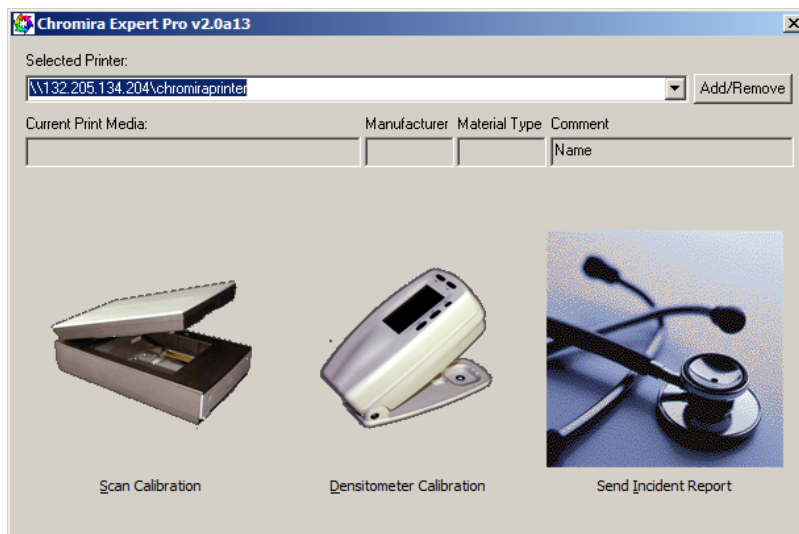 Chromira Expert Pro v2.0a13
Selected Printer:
\\132.205.134.204\chromiraprinter
Add/Remove
Current Print Media: Manufacturer Material Type Comment
Name
Scan Calibration Densitometer Calibration Send Incident Report